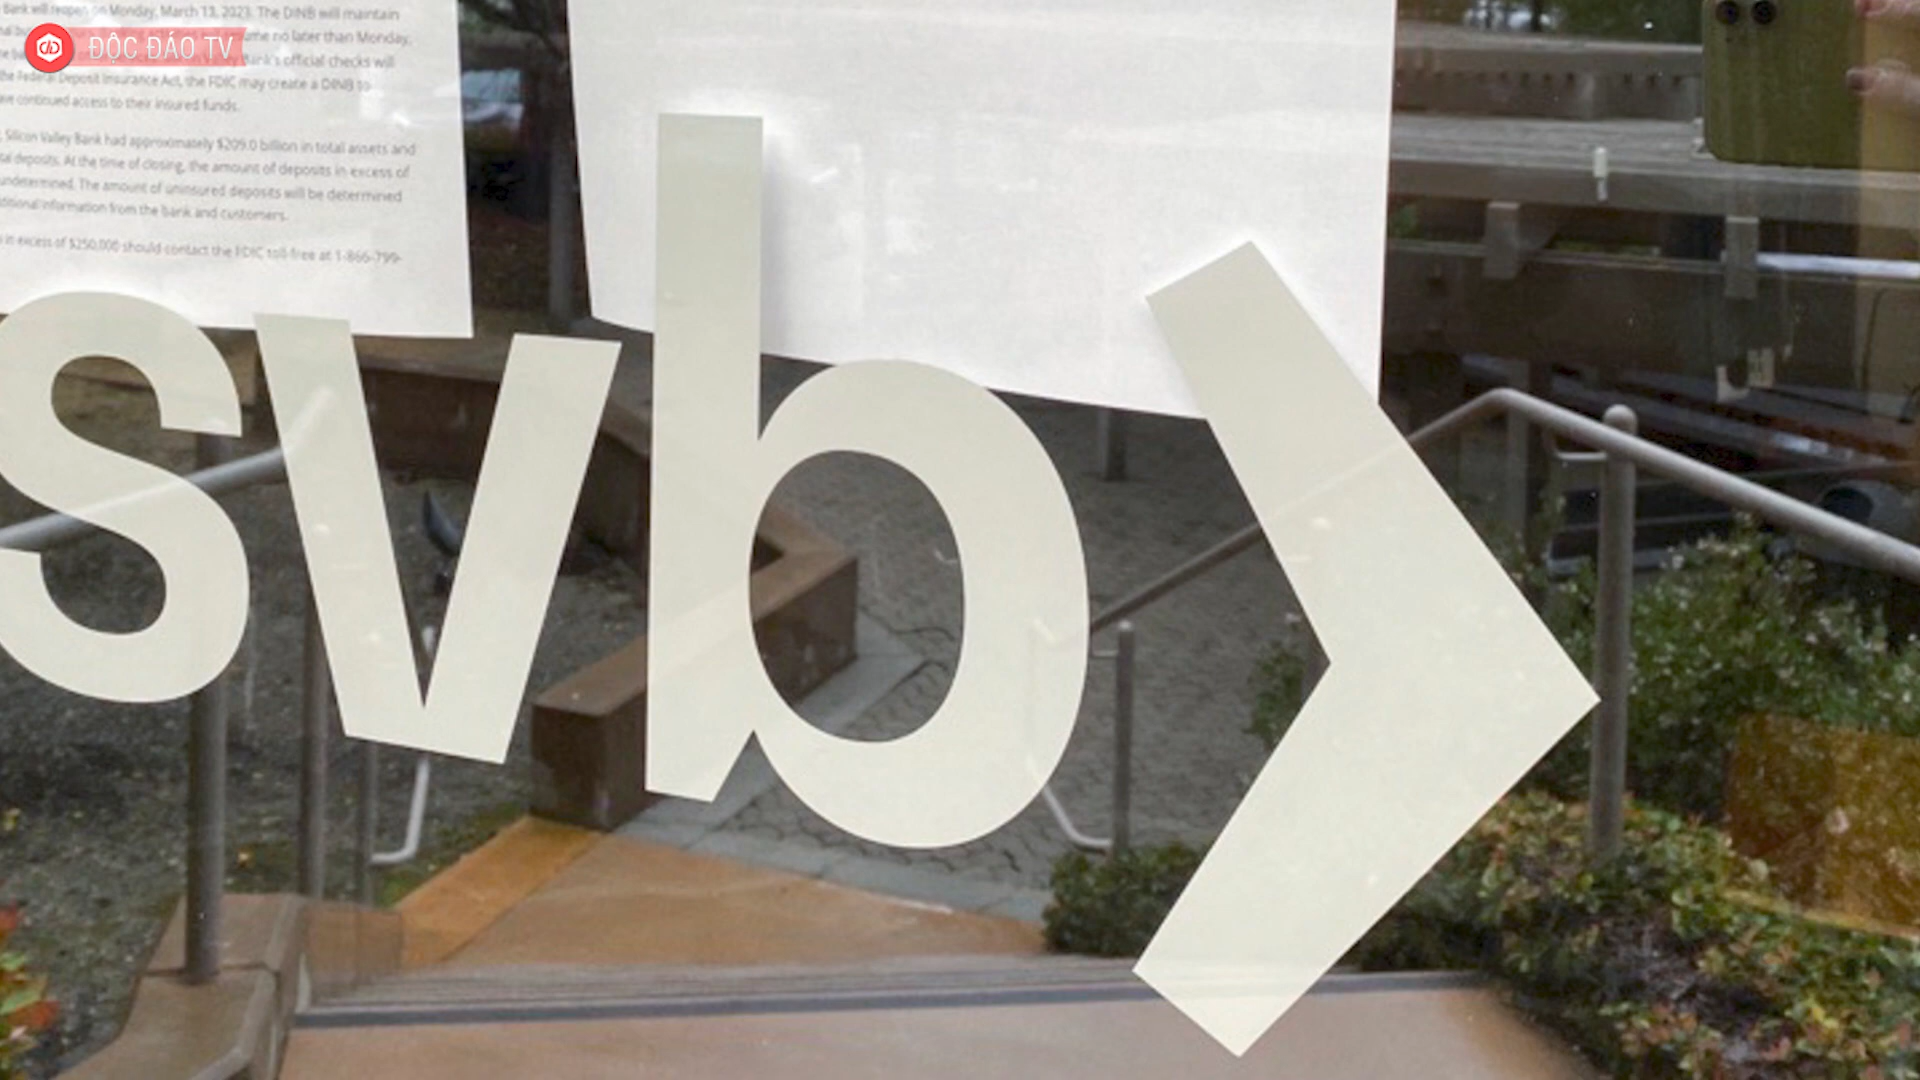 Bank will reopen on Monday, March 13, 2023. The DINB will maintain
ume no later than Monday,
ĐỘC ĐÁO TV
Bank's official checks will
the Federal Deposit Insurance Act, the FDIC may create a DINB to
continued access to their insured funds.
Silicon Valley Bank had approximately $209.0 billion in total assets and
deposits. At the time of closing, the amount of deposits in excess of
undetermined. The amount of uninsured deposits will be determined
information from the bank and customers.
in excess of $250,000 should contact the FDIC toll-free at 1-866-799-
svb